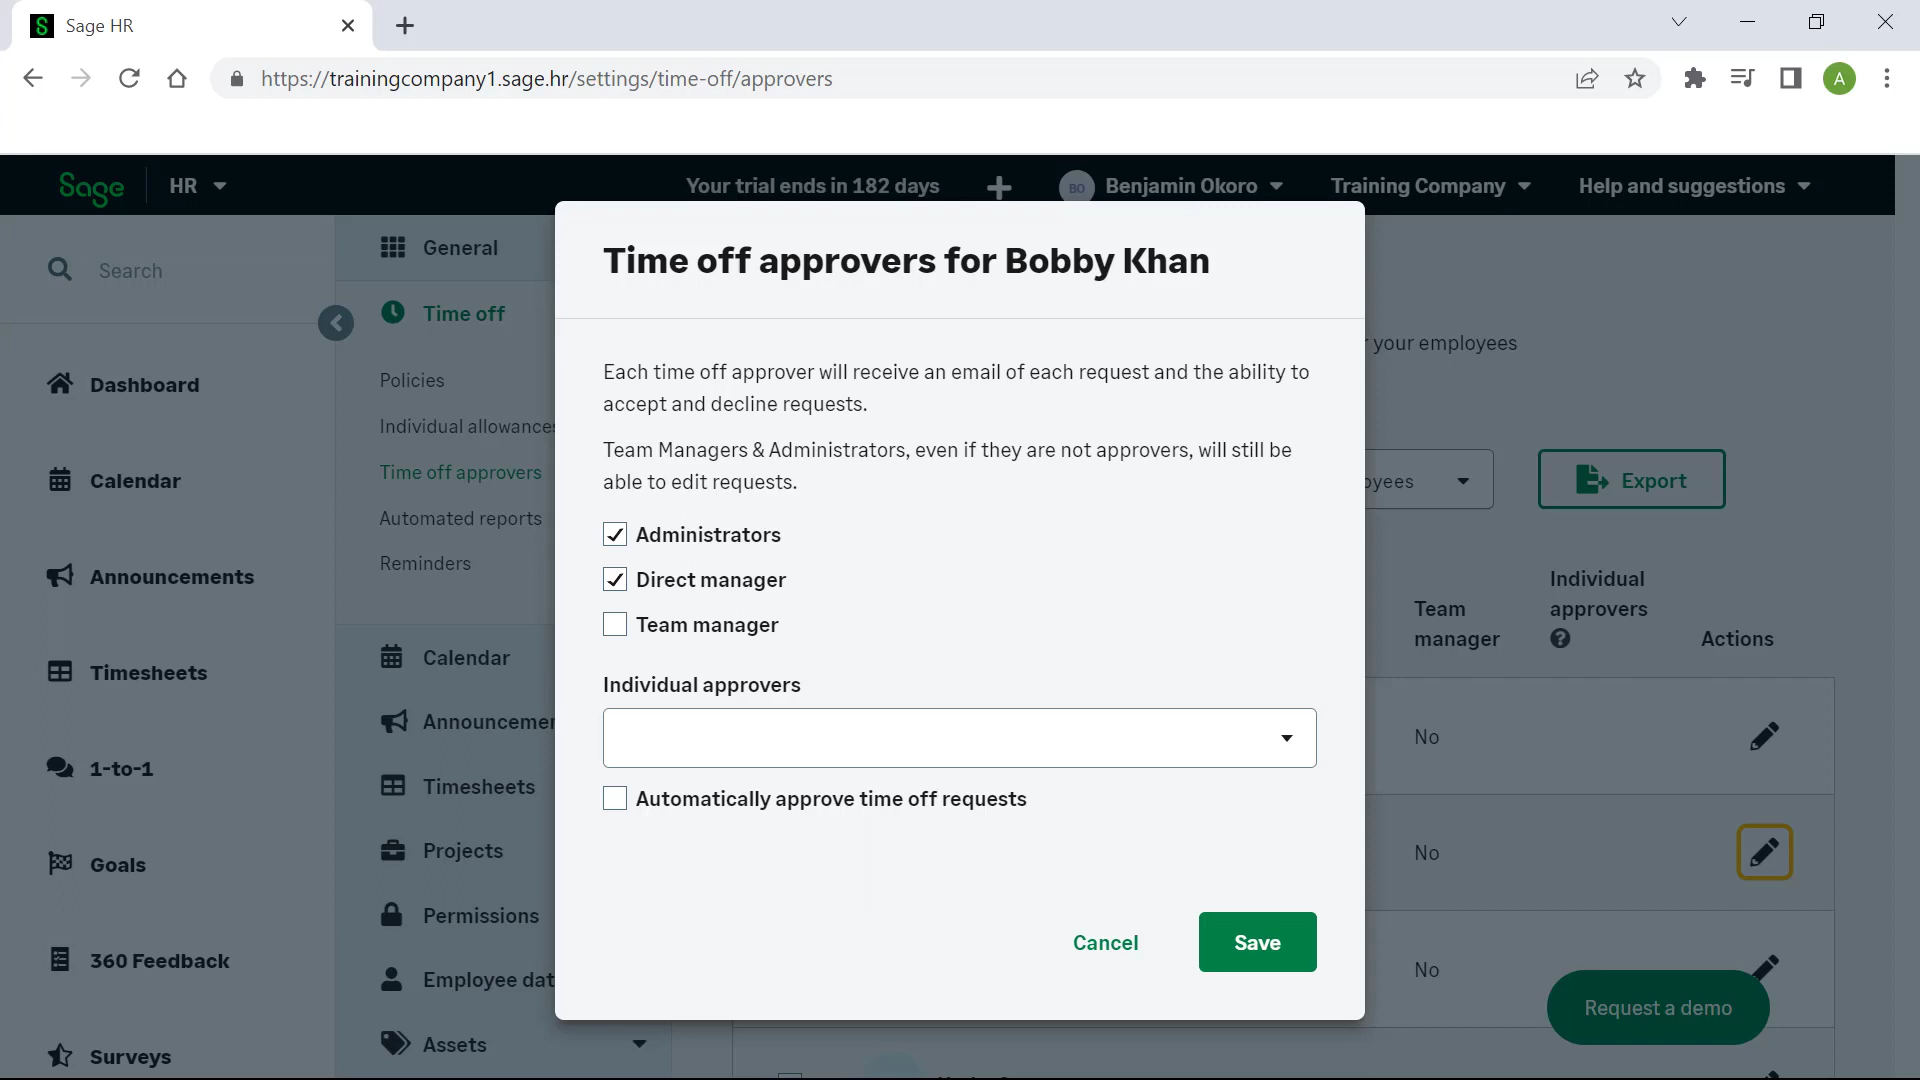 Sage HR
https://trainingcompany1.sage.hr/settings/time-off/approvers
A
Sage
HR
Your trial ends in 182 days
BO
Benjamin Okoro
Training Company
Help and suggestions
Search
Dashboard
Calendar
Announcements
Timesheets
1-to-1
Goals
360 Feedback
Surveys
General
Time off
Policies
Individual allowances
Time off approvers
Automated reports
Reminders
Calendar
Announcemen
Timesheets
Projects
Permissions
Employee dat
Assets
Time off approvers for Bobby Khan
Each time off approver will receive an email of each request and the ability to
accept and decline requests.
Team Managers & Administrators, even if they are not approvers, will still be
able to edit requests.
Administrators
Direct manager
Team manager
Individual approvers
Automatically approve time off requests
Cancel
Save
your employees
oyees
Export
Team
manager
Individual
approvers
Actions
No
No
No
Request a demo